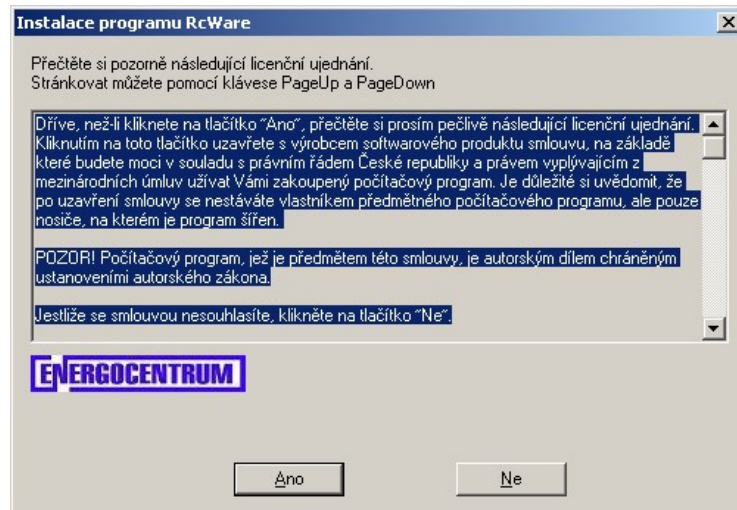 Instalace programu RcWare
Přečtěte si pozorně následující licenční ujednání.
Stránkovat můžete pomocí klávese PageUp a PageDown
Dříve, než-li kliknete na tlačítko "Ano", přečtěte si prosím pečlivě následující licenční ujednání.
Kliknutím na toto tlačítko uzavřete s výrobcem softwarového produktu smlouvu, na základě
které budete moci v souladu s právním řádem České republiky a právem vyplývajícím z
mezinárodních úmluv užívat Vámi zakoupený počítačový program. Je důležité si uvědomit, že
po uzavření smlouvy se nestáváte vlastníkem předmětného počítačového programu, ale pouze
nosiče, na kterém je program šířen.
POZOR! Počítačový program, jež je předmětem této smlouvy, je autorským dílem chráněným
ustanoveními autorského zákona.
Jestliže se smlouvou nesouhlasíte, klikněte na tlačítko "Ne".
ENERGOCENTRUM
Ano
Ne